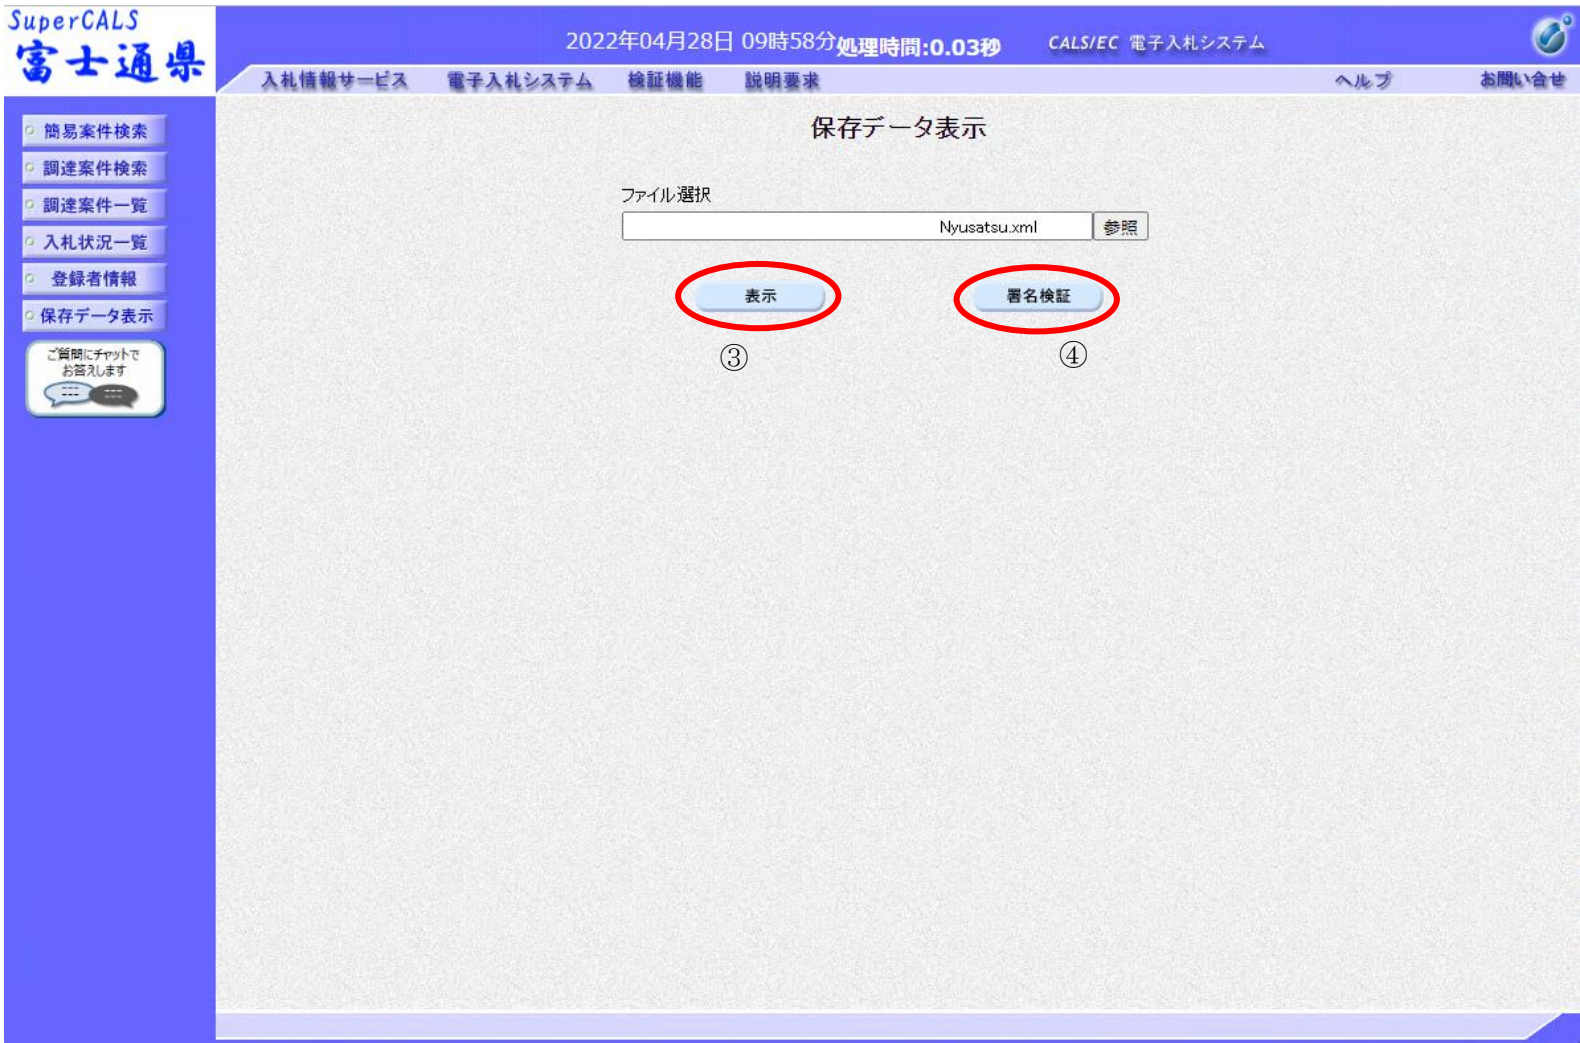 SuperCALS
富士通県
2022年04月28日 09時58分処理時間:0.03秒
CALS/EC 電子入札システム
入札情報サービス 電子入札システム 検証機能 説明要求 ヘルプ お問い合せ
簡易案件検索
調達案件検索
調達案件一覧
入札状況一覧
登録者情報
保存データ表示
ご質問にチャットで
お答えします
保存データ表示
ファイル選択
Nyusatsu.xml 参照
表示 署名検証
③ ④